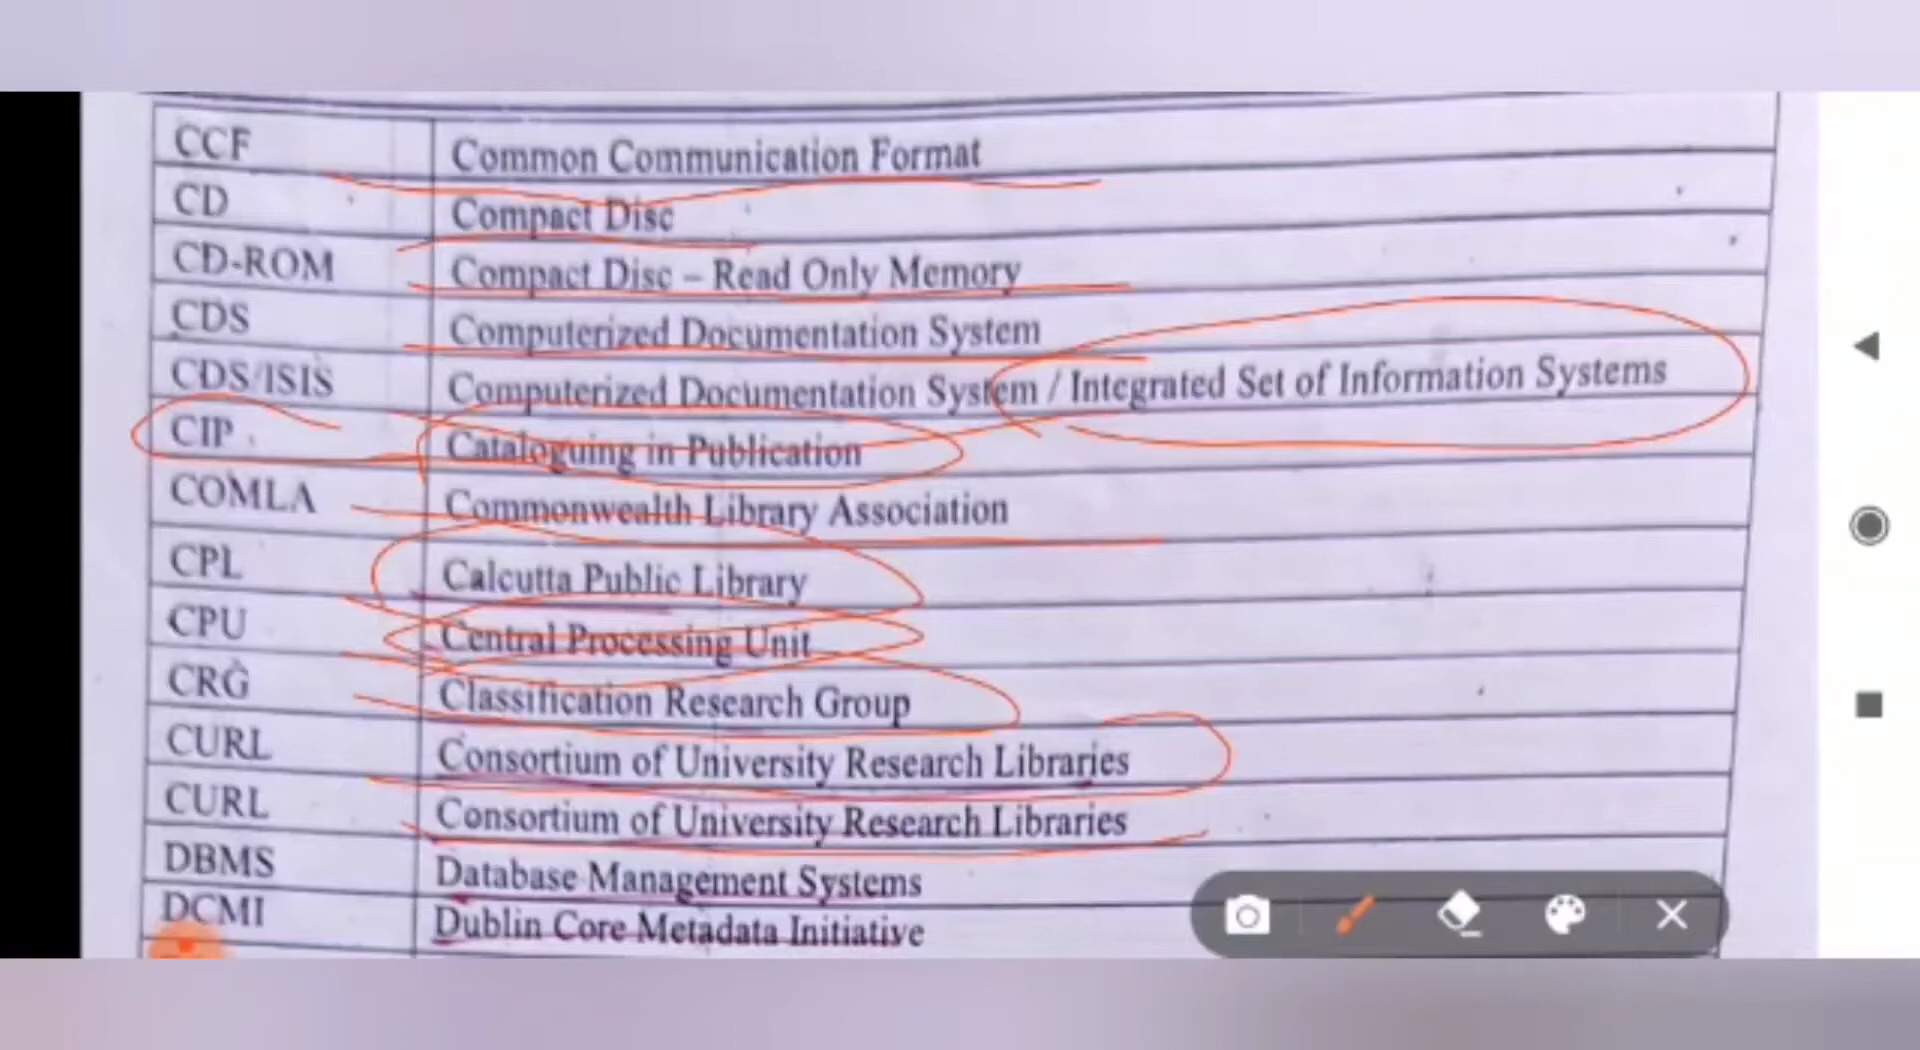 CCF Common Communication Format
CD Compact Disc
CD-ROM Compact Disc – Read Only Memory
CDS Computerized Documentation System
CDS/ISIS Computerized Documentation System / Integrated Set of Information Systems
CIP Cataloguing in Publication
COMLA Commonwealth Library Association
CPL Calcutta Public Library
CPU Central Processing Unit
CRG Classification Research Group
CURL Consortium of University Research Libraries
CURL Consortium of University Research Libraries
DBMS Database Management Systems
DCMI Dublin Core Metadata Initiative